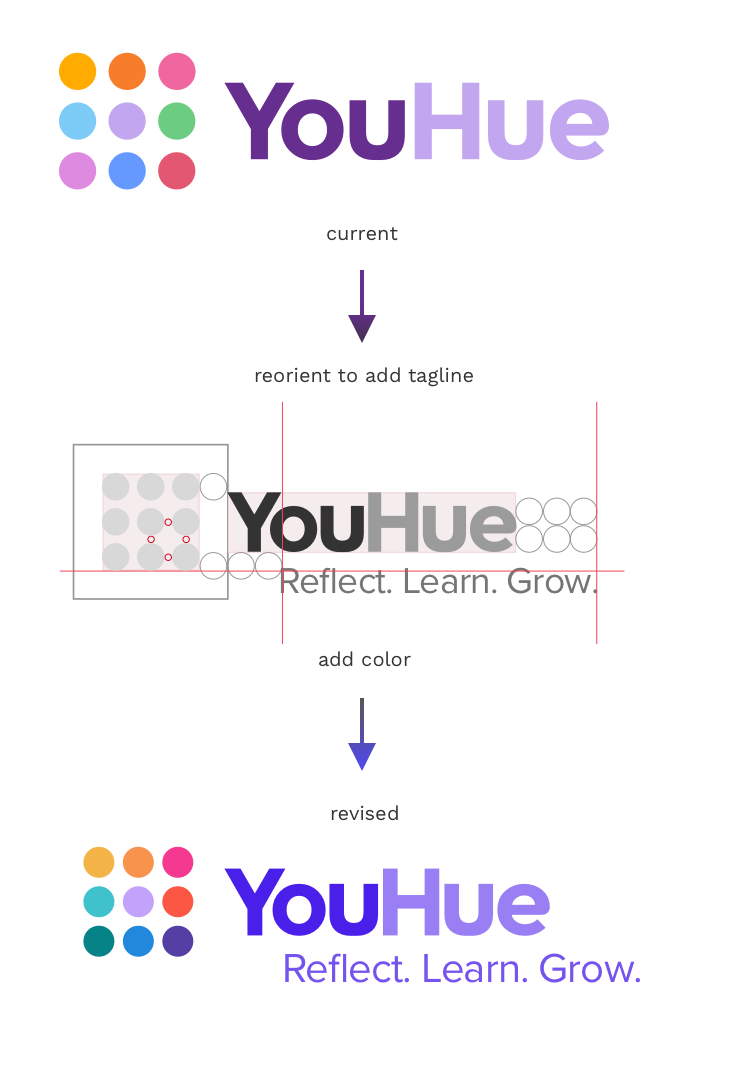 YouHue
current
reorient to add tagline
YouHue
Reflect. Learn. Grow.
add color
revised
YouHue
Reflect. Learn. Grow.